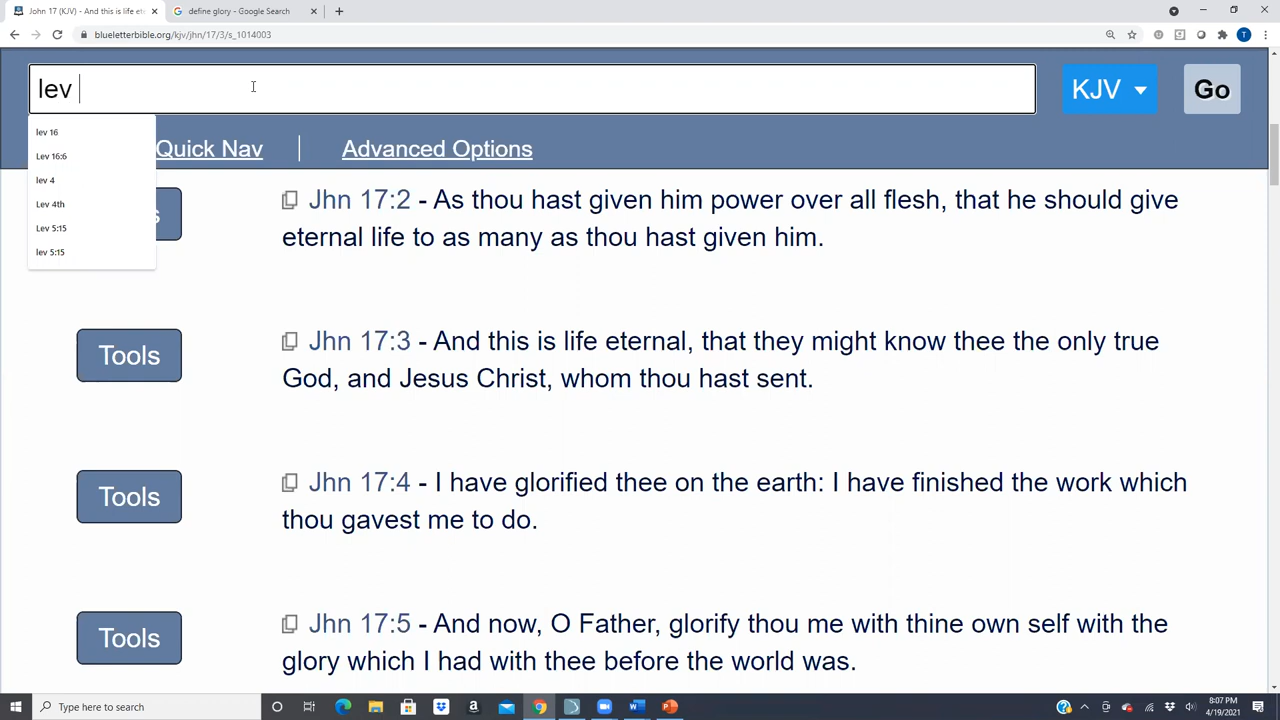 John 17 (KJV) - And this is life et
define glory - Google Search
blueletterbible.org/kjv/jhn/17/3/s_1014003
T
lev
KJV
Go
lev 16
Lev 16:6
lev 4
Lev 4th
Lev 5:15
lev 5:15
Quick Nav
Advanced Options
s
Jhn 17:2 - As thou hast given him power over all flesh, that he should give
eternal life to as many as thou hast given him.
Tools
Jhn 17:3 - And this is life eternal, that they might know thee the only true
God, and Jesus Christ, whom thou hast sent.
Tools
Jhn 17:4 - I have glorified thee on the earth: I have finished the work which
thou gavest me to do.
Tools
Jhn 17:5 - And now, O Father, glorify thou me with thine own self with the
glory which I had with thee before the world was.
Type here to search
8:07 PM
4/19/2021